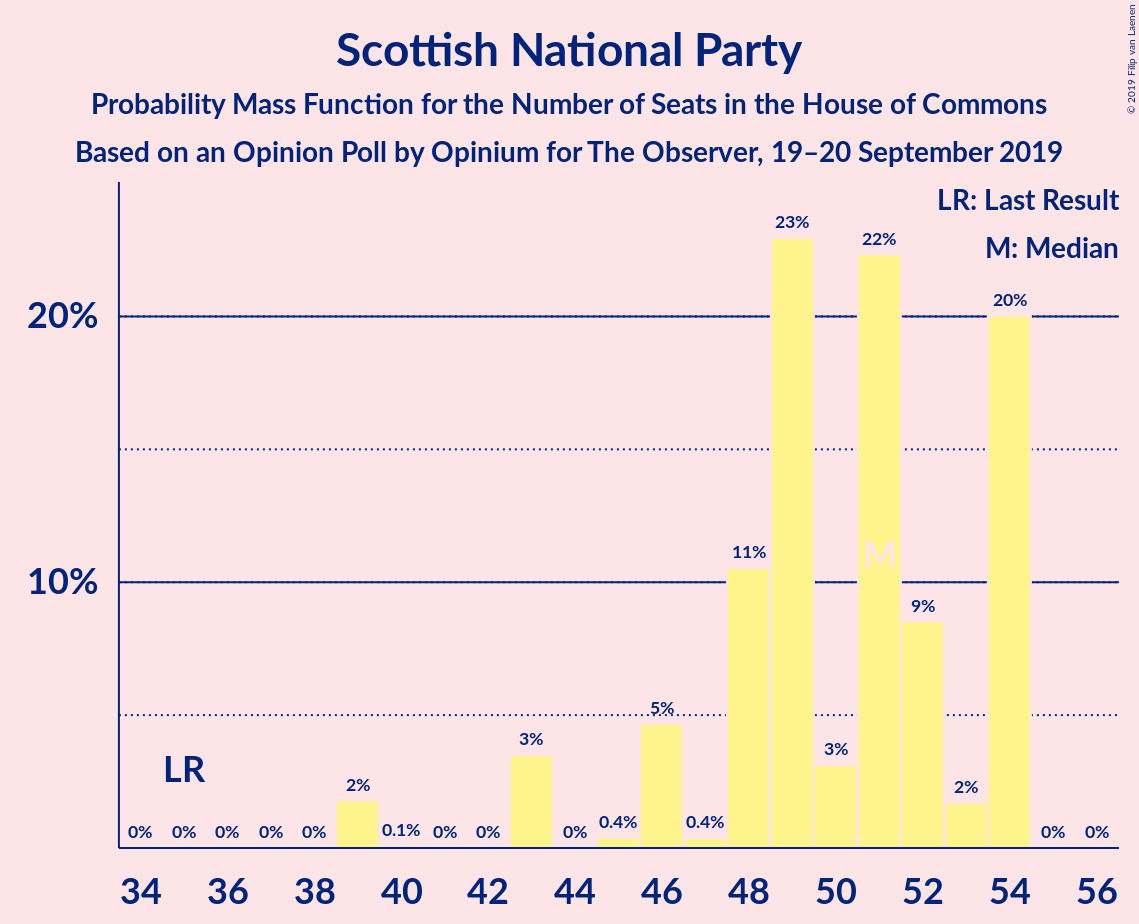 Scottish National Party
Probability Mass Function for the Number of Seats in the House of Commons
Based on an Opinion Poll by Opinium for The Observer, 19–20 September 2019
© 2019 Filip van Laenen
LR: Last Result
M: Median
23%
22%
20%
20%
11%
M
10%
9%
5%
3%
3%
LR
2%
2%
0% 0% 0% 0% 0% 0.1% 0% 0% 0% 0.4% 0.4% 0% 0%
34 36 38 40 42 44 46 48 50 52 54 56